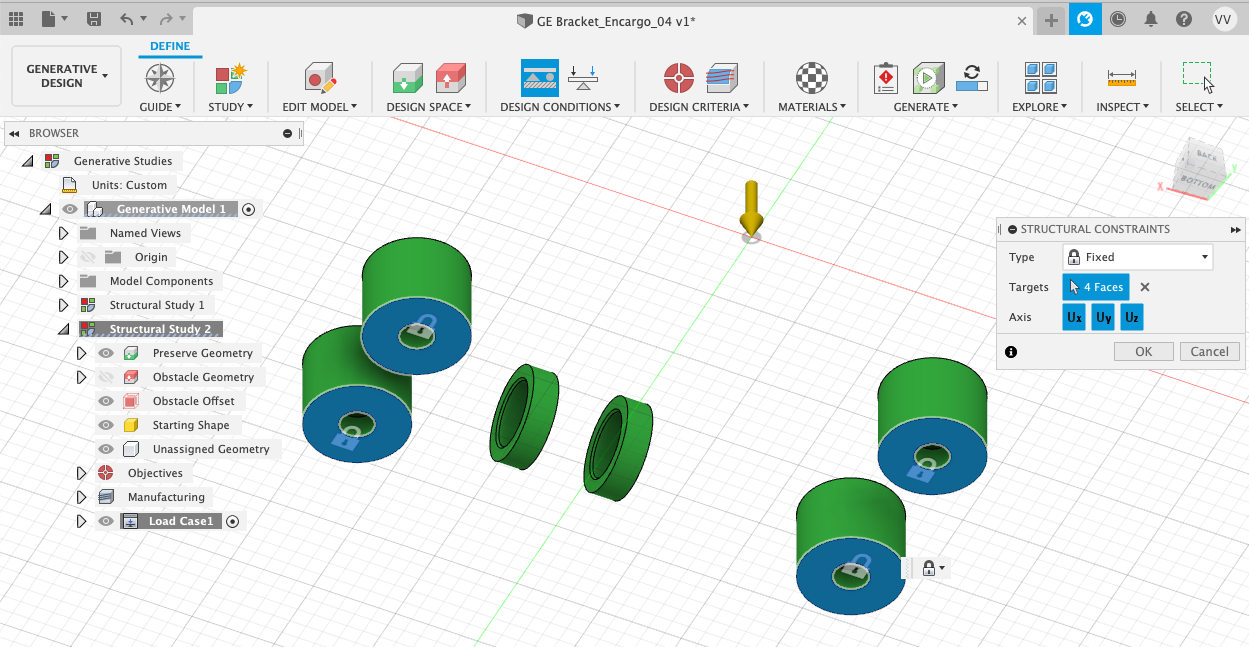 GE Bracket_Encargo_04 v1*
VV
GENERATIVE
DESIGN
DEFINE
GUIDE
STUDY
EDIT MODEL
DESIGN SPACE
DESIGN CONDITIONS
DESIGN CRITERIA
MATERIALS
GENERATE
EXPLORE
INSPECT
SELECT
BROWSER
Generative Studies
Units: Custom
Generative Model 1
Named Views
Origin
Model Components
Structural Study 1
Structural Study 2
Preserve Geometry
Obstacle Geometry
Obstacle Offset
Starting Shape
Unassigned Geometry
Objectives
Manufacturing
Load Case1
BACK
BOTTOM
X
Y
STRUCTURAL CONSTRAINTS
Type Fixed
Targets 4 Faces
Axis Ux Uy Uz
OK Cancel